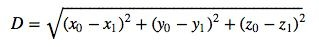 D = √((x₀ − x₁)² + (y₀ − y₁)² + (z₀ − z₁)²)